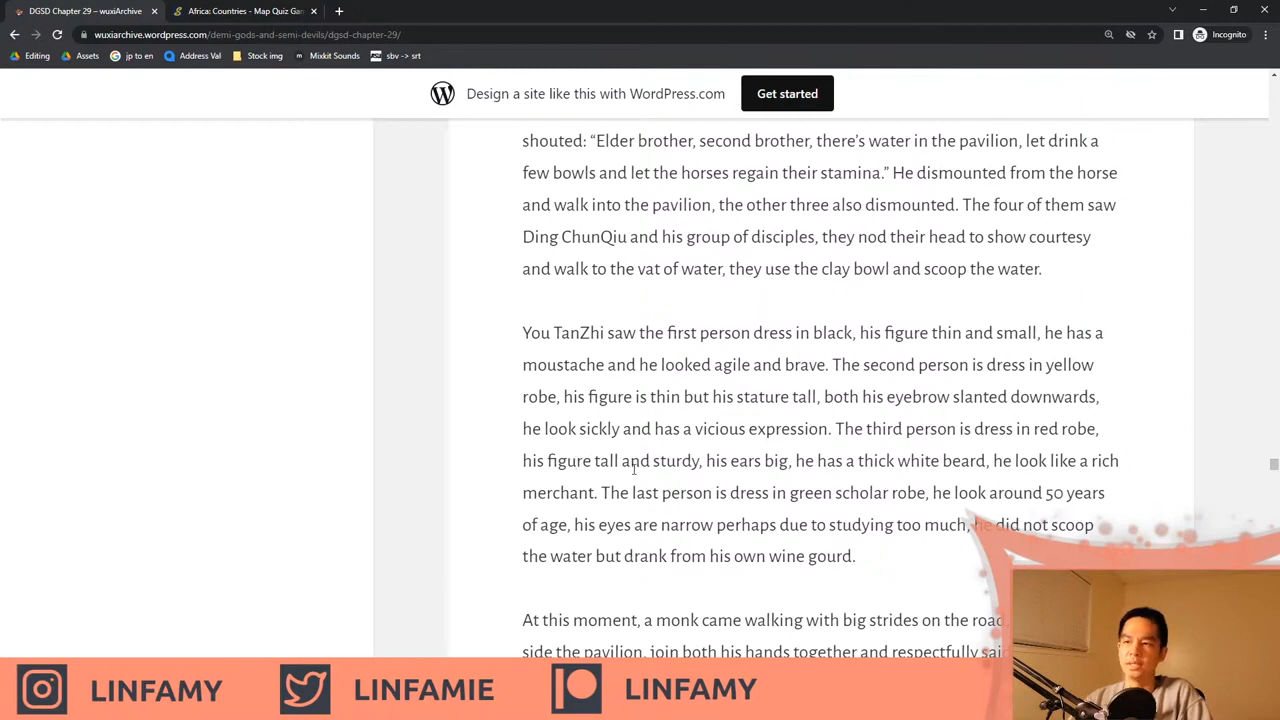 DGSD Chapter 29 – wuxiArchive
Africa: Countries - Map Quiz Gam
wuxiarchive.wordpress.com/demi-gods-and-semi-devils/dgsd-chapter-29/
Incognito
Editing
Assets
jp to en
Address Val
Stock img
Mixkit Sounds
sbv -> srt
Design a site like this with WordPress.com
Get started
shouted: “Elder brother, second brother, there’s water in the pavilion, let drink a
few bowls and let the horses regain their stamina.” He dismounted from the horse
and walk into the pavilion, the other three also dismounted. The four of them saw
Ding ChunQiu and his group of disciples, they nod their head to show courtesy
and walk to the vat of water, they use the clay bowl and scoop the water.
You TanZhi saw the first person dress in black, his figure thin and small, he has a
moustache and he looked agile and brave. The second person is dress in yellow
robe, his figure is thin but his stature tall, both his eyebrow slanted downwards,
he look sickly and has a vicious expression. The third person is dress in red robe,
his figure tall and sturdy, his ears big, he has a thick white beard, he look like a rich
merchant. The last person is dress in green scholar robe, he look around 50 years
of age, his eyes are narrow perhaps due to studying too much, he did not scoop
the water but drank from his own wine gourd.
At this moment, a monk came walking with big strides on the road,
side the pavilion, join both his hands together and respectfully said
LINFAMY
LINFAMIE
LINFAMY